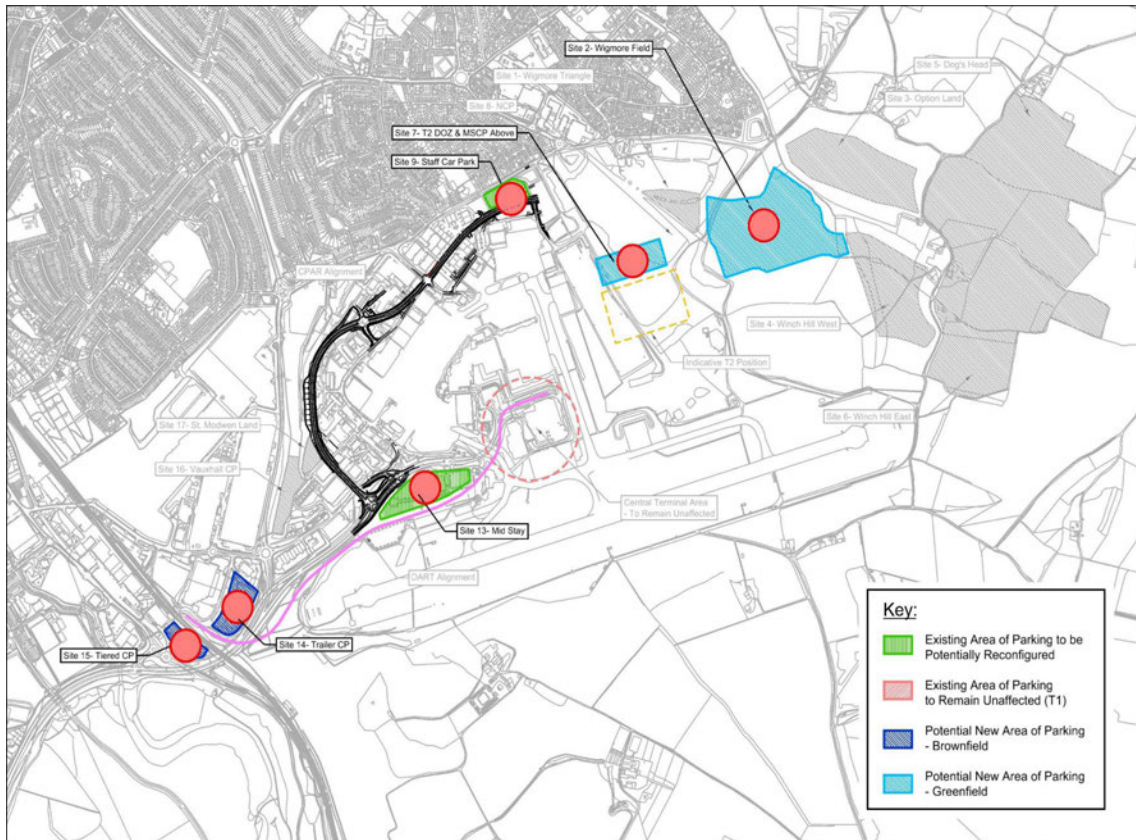 Site 2- Wigmore Field
Site 5- Dog's Head
Site 1- Wigmore Triangle
Site 3- Option Land
Site 8- NCP
Site 7- T2 DOZ & MSCP Above
Site 9- Staff Car Park
CPAR Alignment
Site 4- Winch Hill West
Indicative T2 Position
Site 6- Winch Hill East
Site 17- St. Modwen Land
Site 16- Vauxhall CP
Central Terminal Area
- To Remain Unaffected
Site 13- Mid Stay
DART Alignment
Site 14- Trailer CP
Site 15- Tiered CP
Key:
Existing Area of Parking to be
Potentially Reconfigured
Existing Area of Parking
to Remain Unaffected (T1)
Potential New Area of Parking
- Brownfield
Potential New Area of Parking
- Greenfield